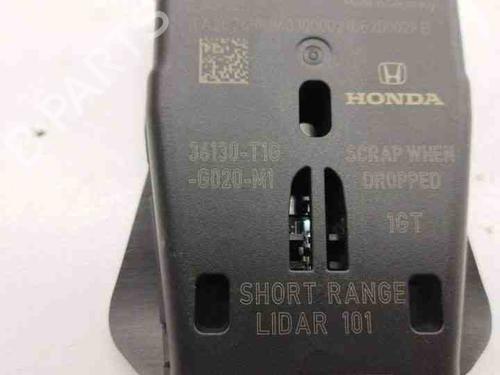 HONDA
36130-T1G
-G020-M1
SCRAP WHEN
DROPPED
1GT
SHORT RANGE
LIDAR 101